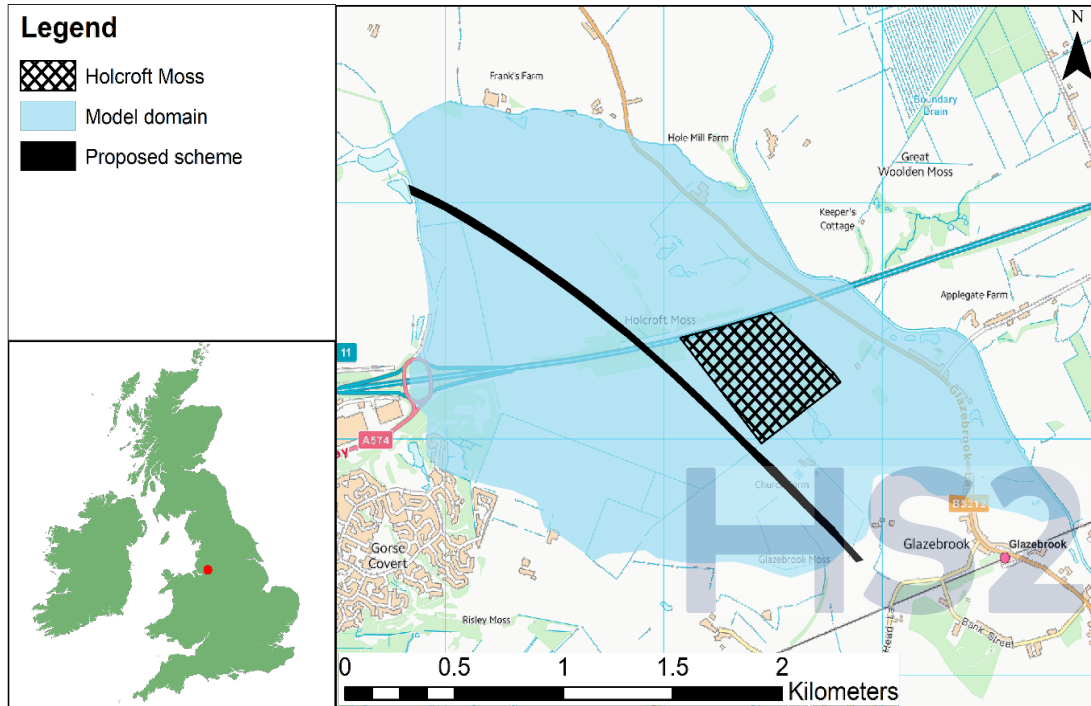 Legend
Holcroft Moss
Model domain
Proposed scheme
N
Frank's Farm
Boundary
Drain
Hole Mill Farm
Great
Woolden Moss
Keeper's
Cottage
Applegate Farm
Holcroft Moss
11
A574
Glazebrook
Church Farm
HS2
B5212
Gorse
Covert
Glazebrook Moss
Glazebrook
Glazebrook
Risley Moss
Bank Street
0
0.5
1
1.5
2
Kilometers